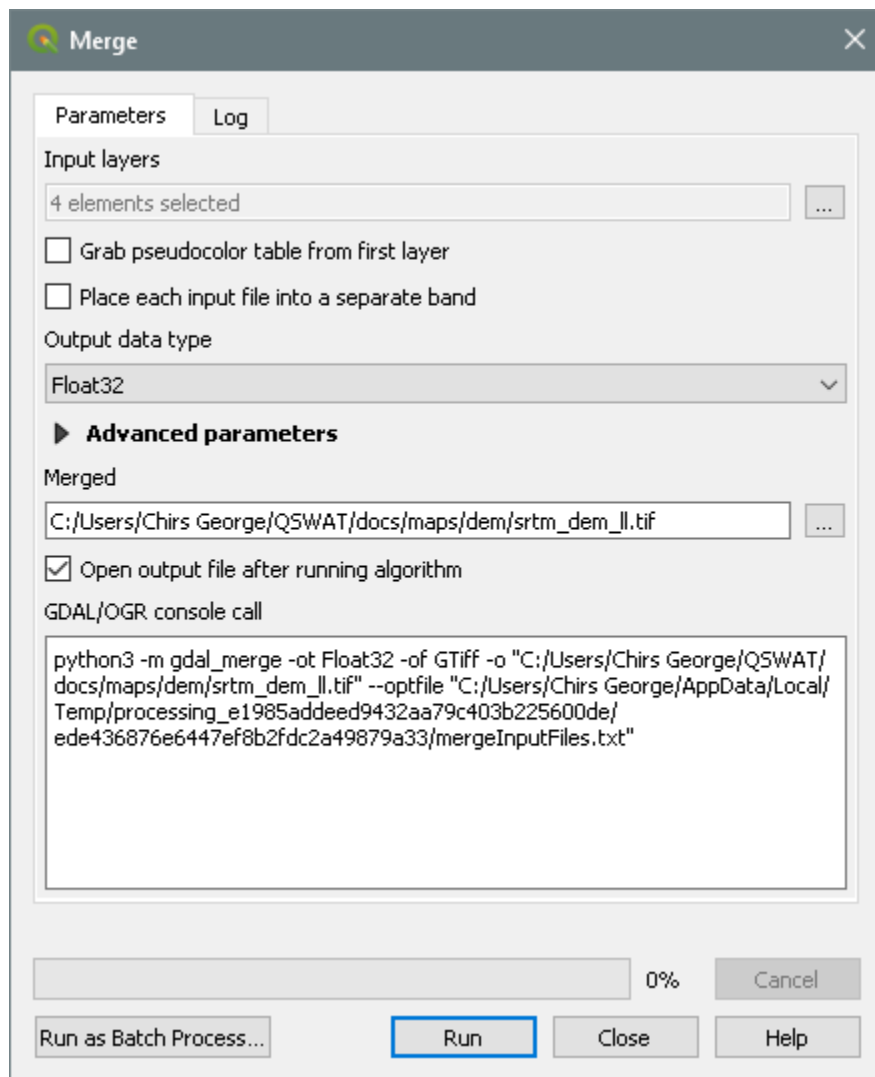 Merge
Parameters
Log
Input layers
4 elements selected
...
Grab pseudocolor table from first layer
Place each input file into a separate band
Output data type
Float32
Advanced parameters
Merged
C:/Users/Chirs George/QSWAT/docs/maps/dem/srtm_dem_ll.tif
...
Open output file after running algorithm
GDAL/OGR console call
python3 -m gdal_merge -ot Float32 -of GTiff -o "C:/Users/Chirs George/QSWAT/
docs/maps/dem/srtm_dem_ll.tif" --optfile "C:/Users/Chirs George/AppData/Local/
Temp/processing_e1985addeed9432aa79c403b225600de/
ede436876e6447ef8b2fdc2a49879a33/mergeInputFiles.txt"
0%
Cancel
Run as Batch Process...
Run
Close
Help